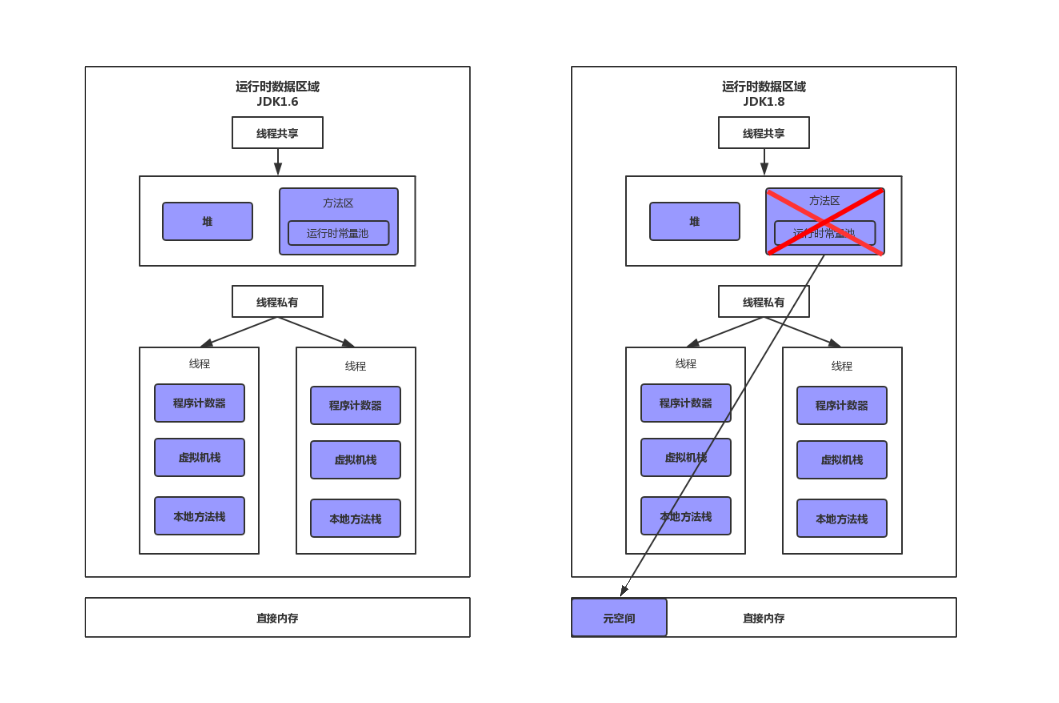 运行时数据区域
JDK1.6
线程共享
堆
方法区
运行时常量池
线程私有
线程
程序计数器
虚拟机栈
本地方法栈
线程
程序计数器
虚拟机栈
本地方法栈
直接内存
运行时数据区域
JDK1.8
线程共享
堆
方法区
运行时常量池
线程私有
线程
程序计数器
虚拟机栈
本地方法栈
线程
程序计数器
虚拟机栈
本地方法栈
元空间
直接内存